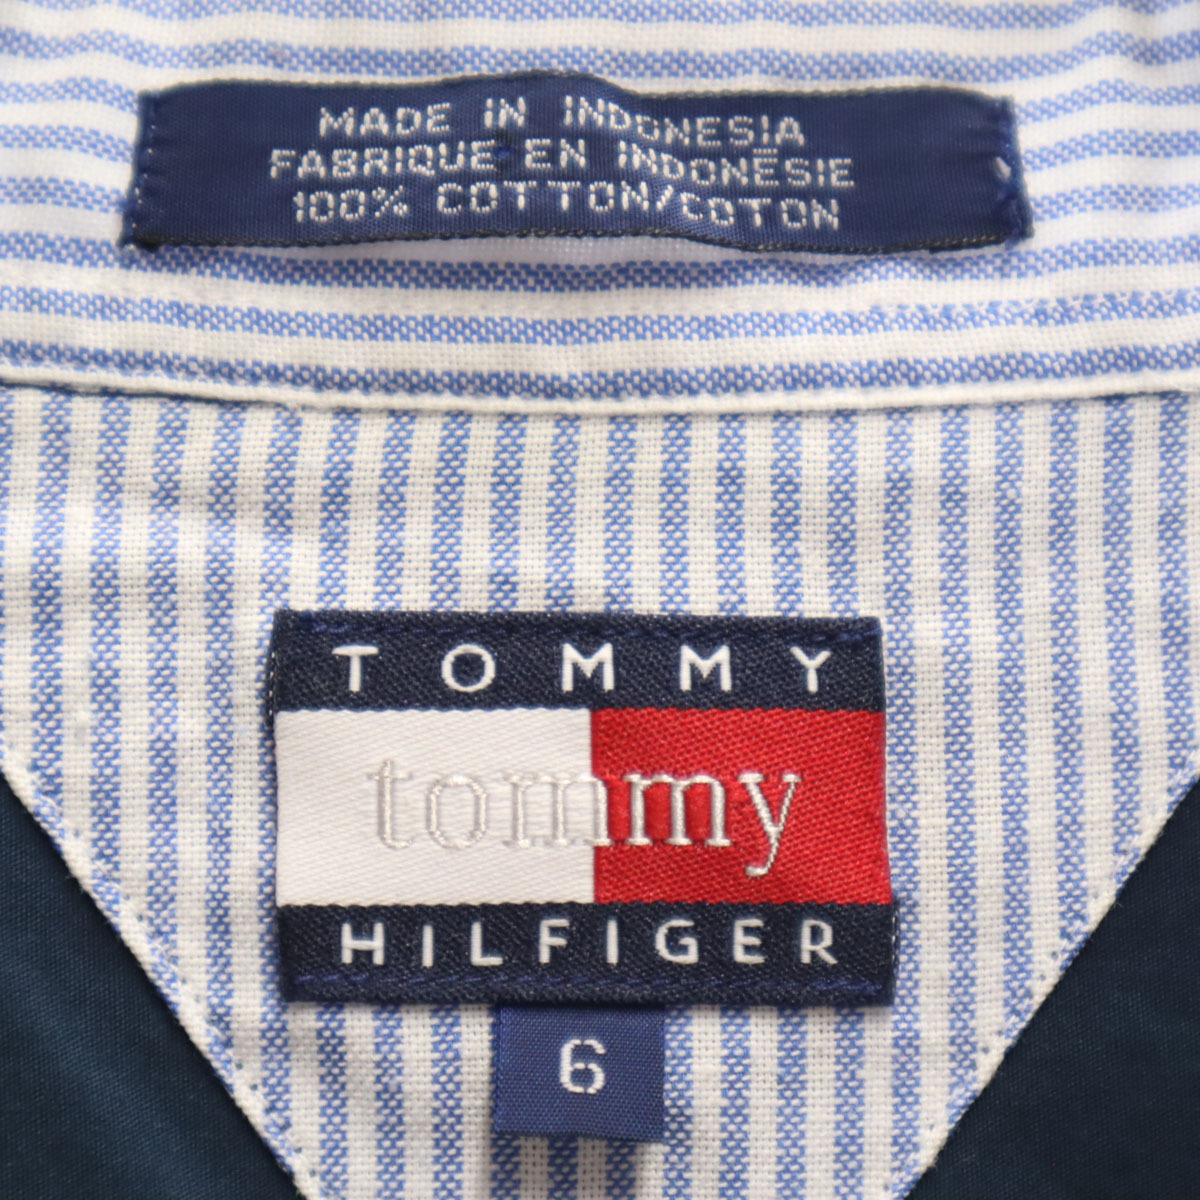 MADE IN INDONESIA
FABRIQUE EN INDONÉSIE
100% COTTON/COTON
TOMMY
tommy
HILFIGER
6